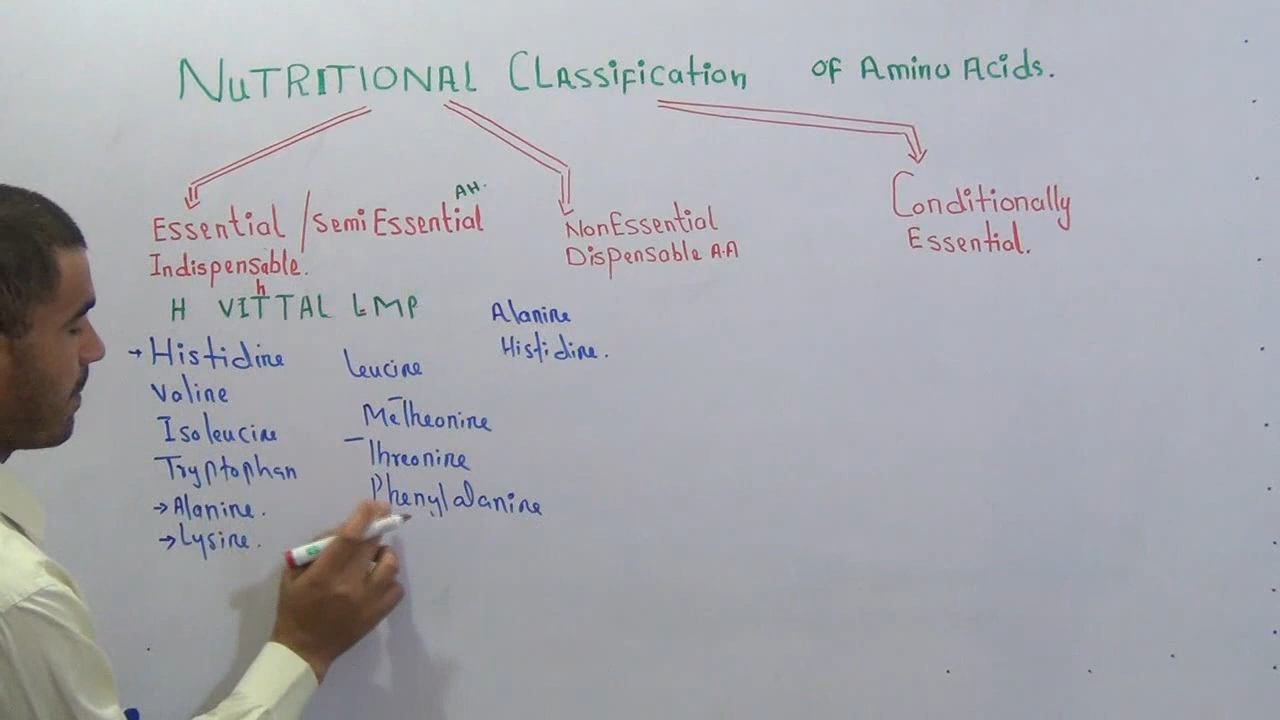 NUTRITIONAL CLassification of Amino Acids.
AH.
Essential / semi Essential
Indispensable.
NonEssential
Dispensable A.A
Conditionally
Essential.
h
H VITTAL LMP
Histidine
Valine
Isoleucine
Tryptophan
Alanine.
Lysine.
Leucine
Metheonine
Threonine
Phenylalanine
Alanine
Histidine.